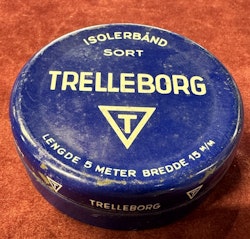 ISOLERBÅND
SORT
TRELLEBORG
T
LENGDE 5 METER BREDDE 15 M/M
TRELLEBORG